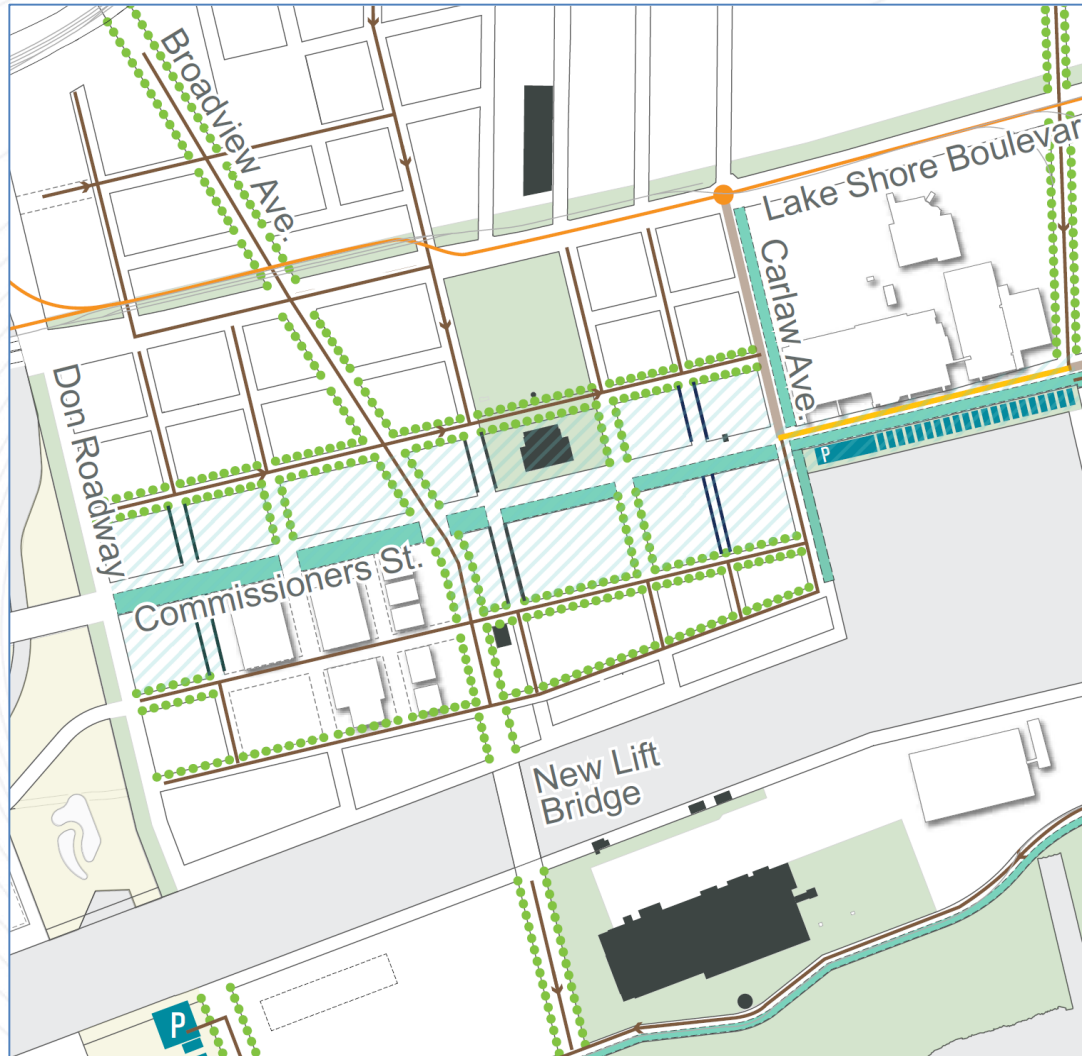 Broadview Ave.
Lake Shore Boulevar
Carlaw Ave.
Don Roadway
P
Commissioners St.
New Lift
Bridge
P